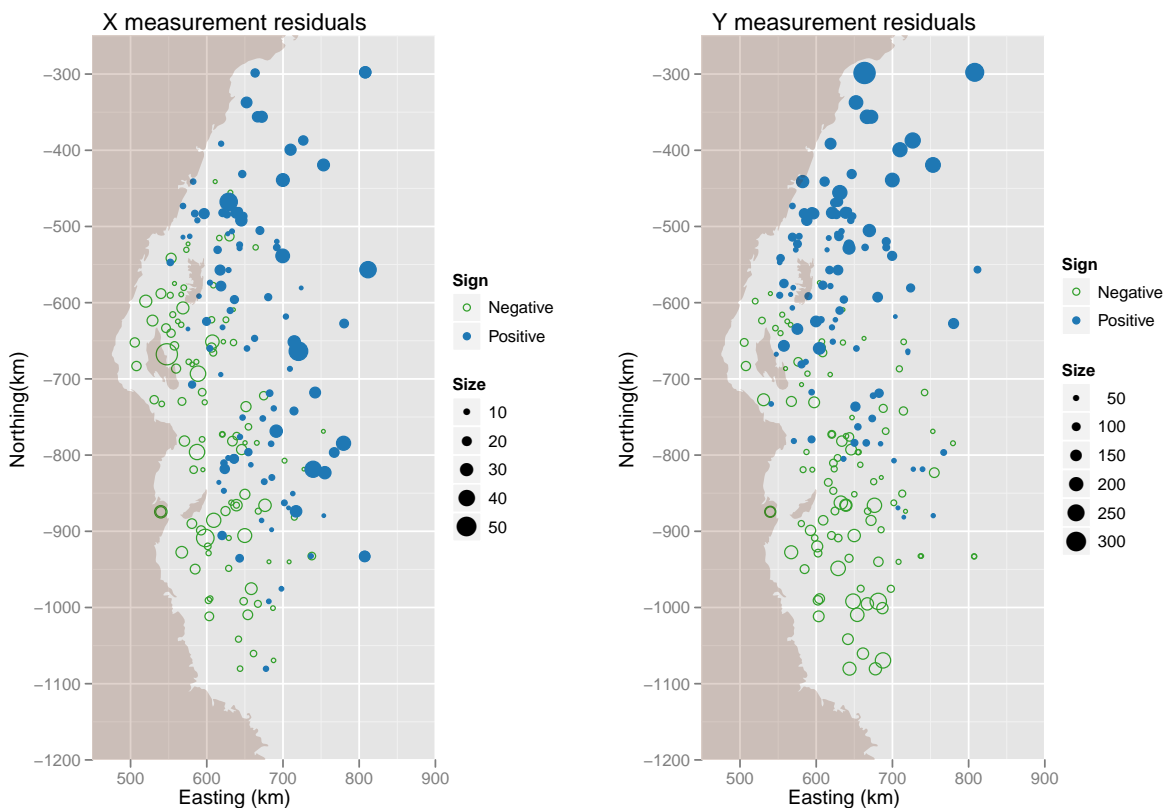 X measurement residuals
−300
−400
−500
−600
−700
−800
−900
−1000
−1100
−1200
Northing(km)
500 600 700 800 900
Easting (km)
Sign
Negative
Positive
Size
10
20
30
40
50
Y measurement residuals
−300
−400
−500
−600
−700
−800
−900
−1000
−1100
−1200
Northing(km)
500 600 700 800 900
Easting (km)
Sign
Negative
Positive
Size
50
100
150
200
250
300